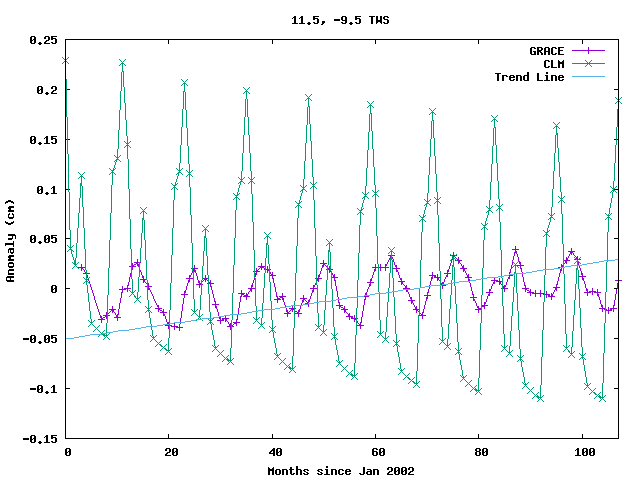 11.5, -9.5 TWS
GRACE
CLM
Trend Line
0.25
0.2
0.15
0.1
0.05
0
-0.05
-0.1
-0.15
Anomaly (cm)
0 20 40 60 80 100
Months since Jan 2002